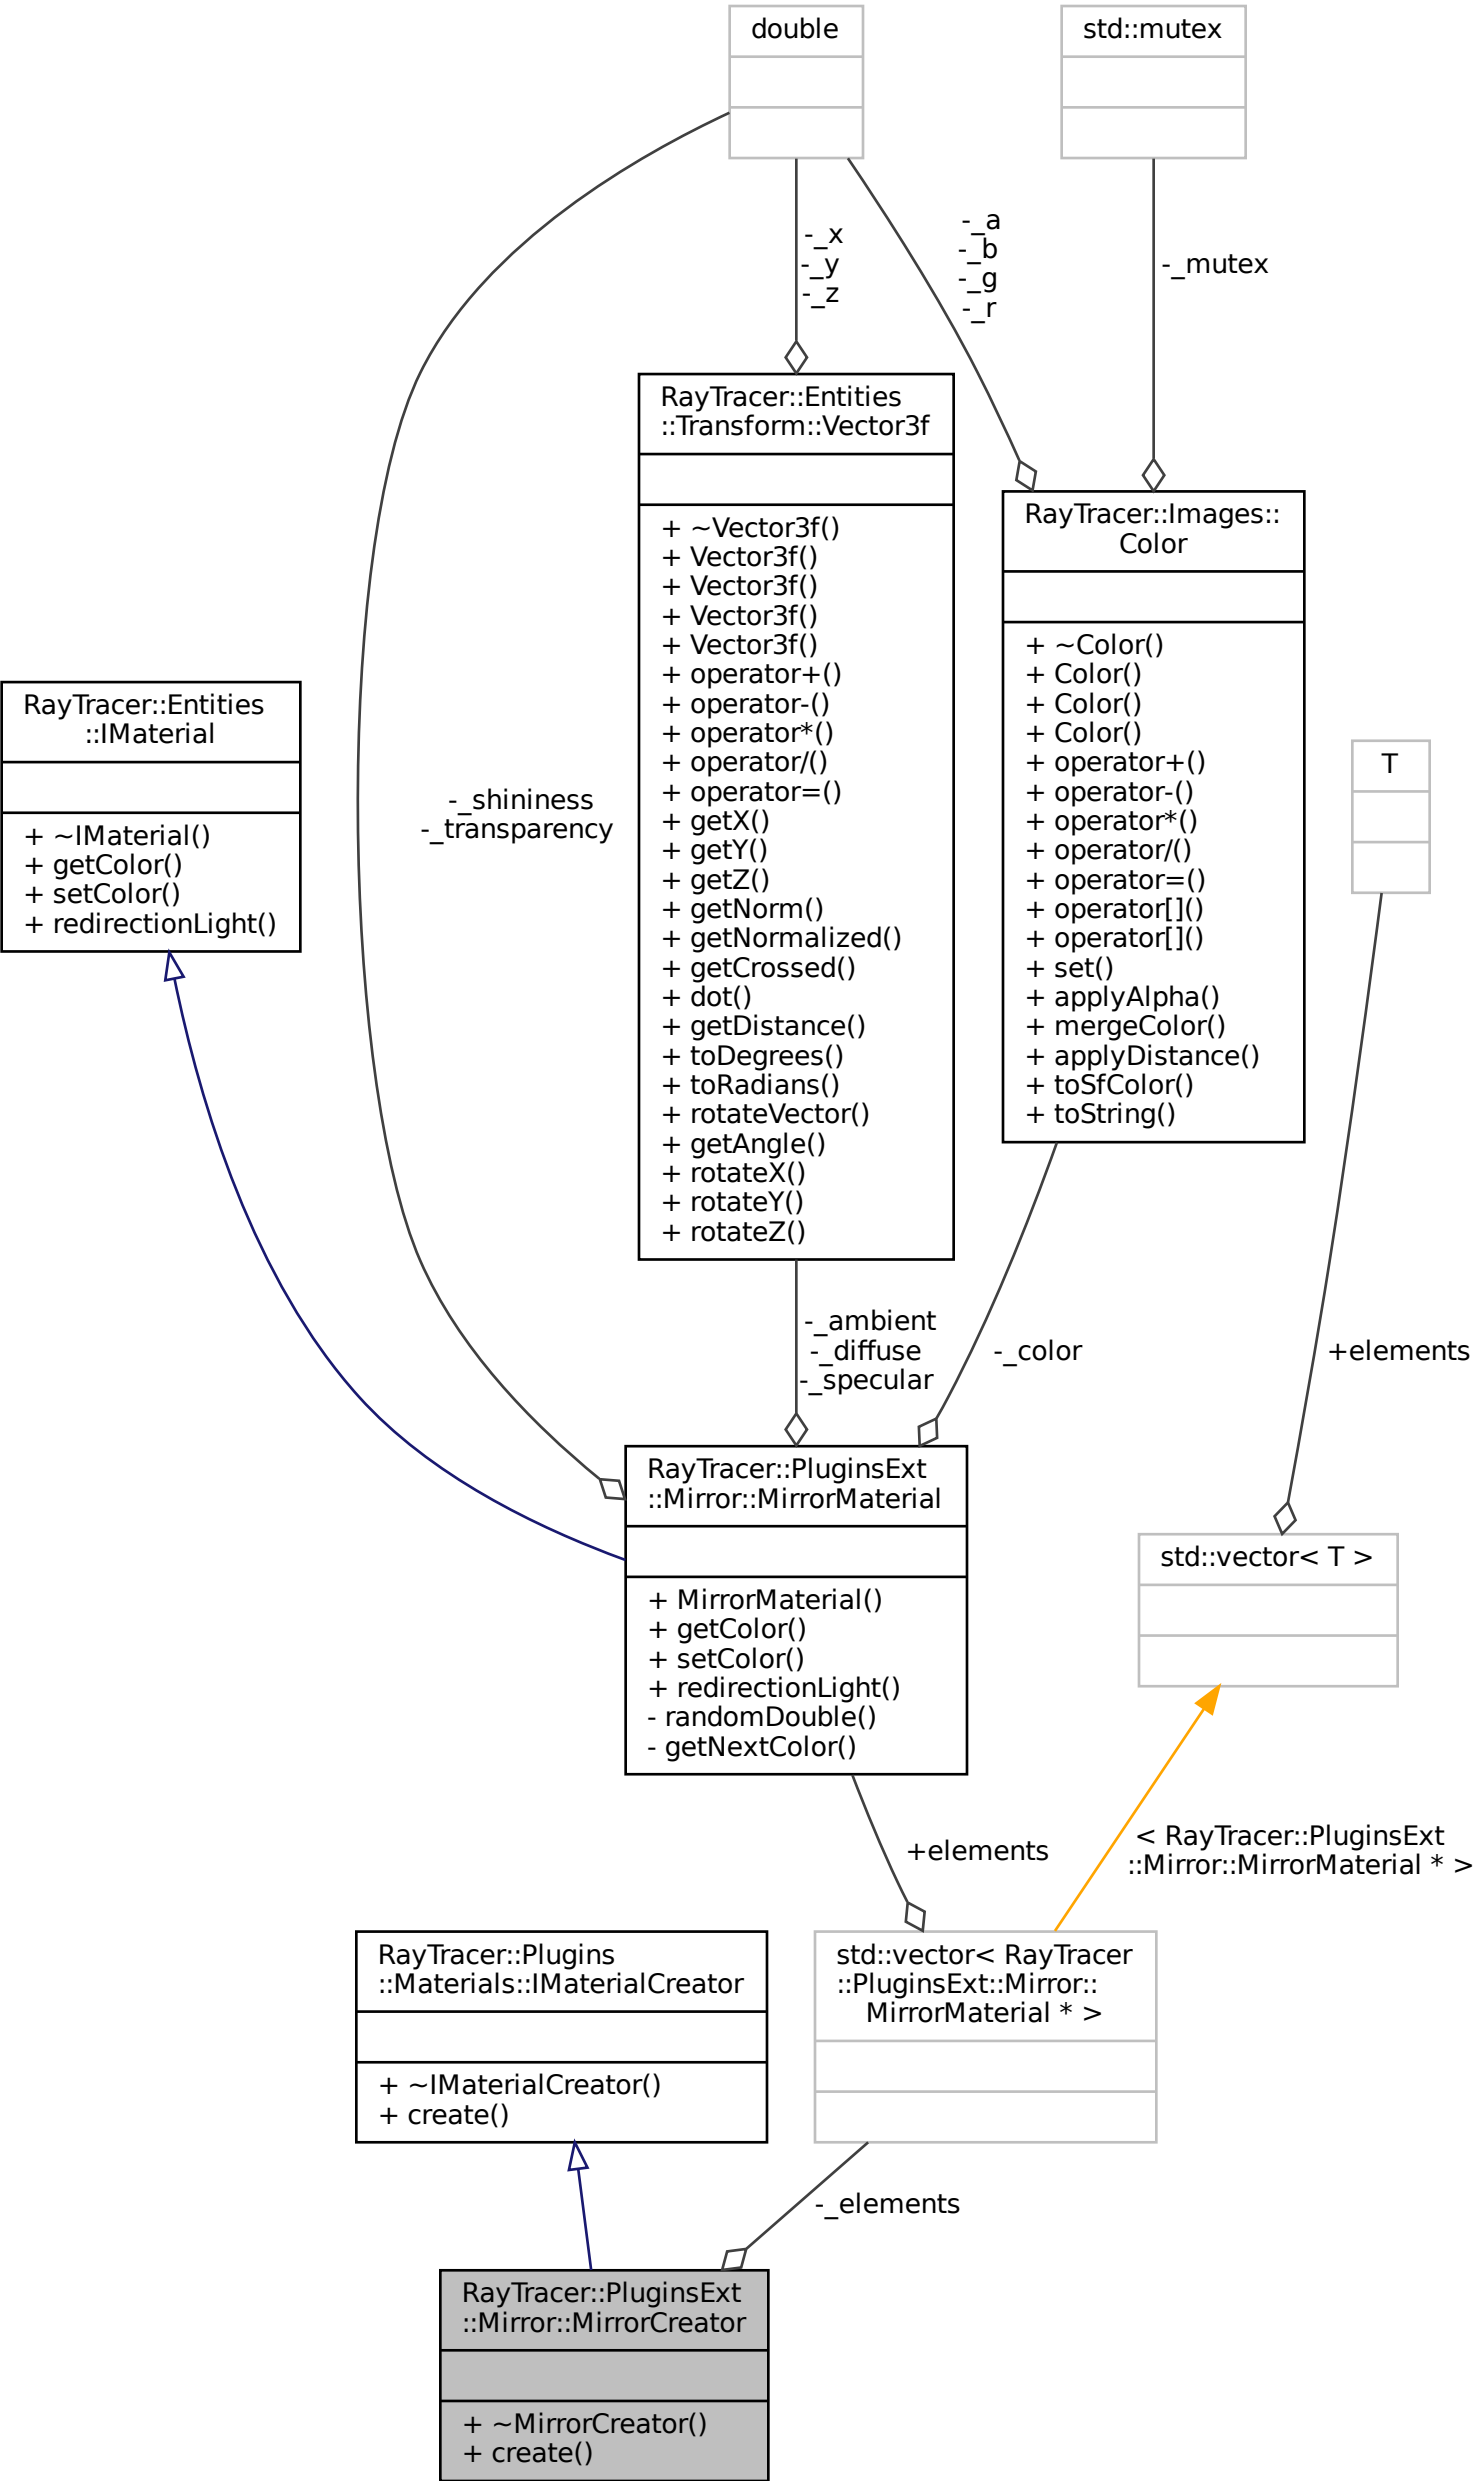 double
std::mutex
-_a
-_b
-_g
-_r
-_x
-_y
-_z
-_mutex
RayTracer::Entities
::Transform::Vector3f
+ ~Vector3f()
+ Vector3f()
+ Vector3f()
+ Vector3f()
+ Vector3f()
+ operator+()
+ operator-()
+ operator*()
+ operator/()
+ operator=()
+ getX()
+ getY()
+ getZ()
+ getNorm()
+ getNormalized()
+ getCrossed()
+ dot()
+ getDistance()
+ toDegrees()
+ toRadians()
+ rotateVector()
+ getAngle()
+ rotateX()
+ rotateY()
+ rotateZ()
RayTracer::Images::
Color
+ ~Color()
+ Color()
+ Color()
+ Color()
+ operator+()
+ operator-()
+ operator*()
+ operator/()
+ operator=()
+ operator[]()
+ operator[]()
+ set()
+ applyAlpha()
+ mergeColor()
+ applyDistance()
+ toSfColor()
+ toString()
RayTracer::Entities
::IMaterial
+ ~IMaterial()
+ getColor()
+ setColor()
+ redirectionLight()
T
-_shininess
-_transparency
-_ambient
-_diffuse
-_specular
-_color
+elements
RayTracer::PluginsExt
::Mirror::MirrorMaterial
+ MirrorMaterial()
+ getColor()
+ setColor()
+ redirectionLight()
- randomDouble()
- getNextColor()
std::vector< T >
+elements
< RayTracer::PluginsExt
::Mirror::MirrorMaterial * >
RayTracer::Plugins
::Materials::IMaterialCreator
+ ~IMaterialCreator()
+ create()
std::vector< RayTracer
::PluginsExt::Mirror::
MirrorMaterial * >
-_elements
RayTracer::PluginsExt
::Mirror::MirrorCreator
+ ~MirrorCreator()
+ create()